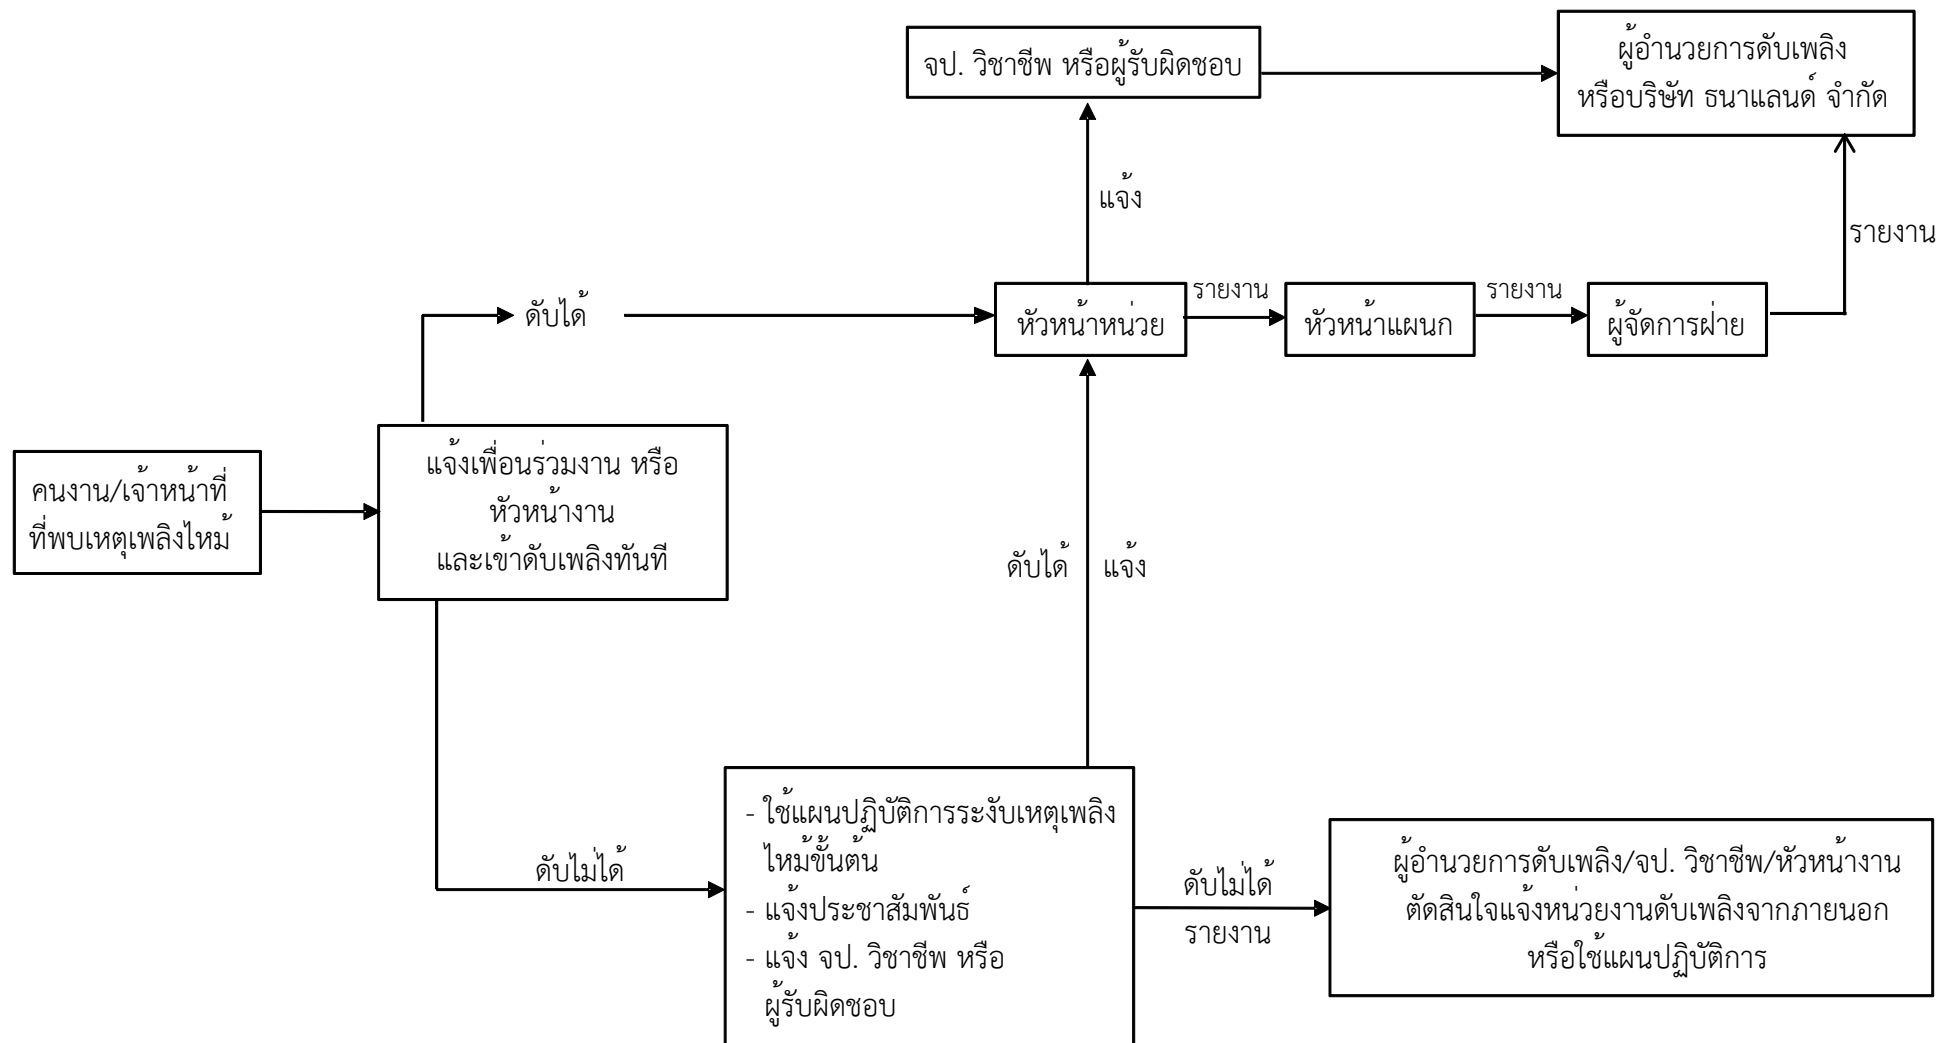 จป. วิชาชีพ หรือผู้รับผิดชอบ
ผู้อำนวยการดับเพลิง
หรือบริษัท ธนาแลนด์ จำกัด
แจ้ง
รายงาน
ดับได้
หัวหน้าหน่วย
รายงาน
หัวหน้าแผนก
รายงาน
ผู้จัดการฝ่าย
คนงาน/เจ้าหน้าที่
ที่พบเหตุเพลิงไหม้
แจ้งเพื่อนร่วมงาน หรือ
หัวหน้างาน
และเข้าดับเพลิงทันที
ดับได้ แจ้ง
ดับไม่ได้
- ใช้แผนปฏิบัติการระงับเหตุเพลิง
ไหม้ขั้นต้น
- แจ้งประชาสัมพันธ์
- แจ้ง จป. วิชาชีพ หรือ
ผู้รับผิดชอบ
ดับไม่ได้
รายงาน
ผู้อำนวยการดับเพลิง/จป. วิชาชีพ/หัวหน้างาน
ตัดสินใจแจ้งหน่วยงานดับเพลิงจากภายนอก
หรือใช้แผนปฏิบัติการ